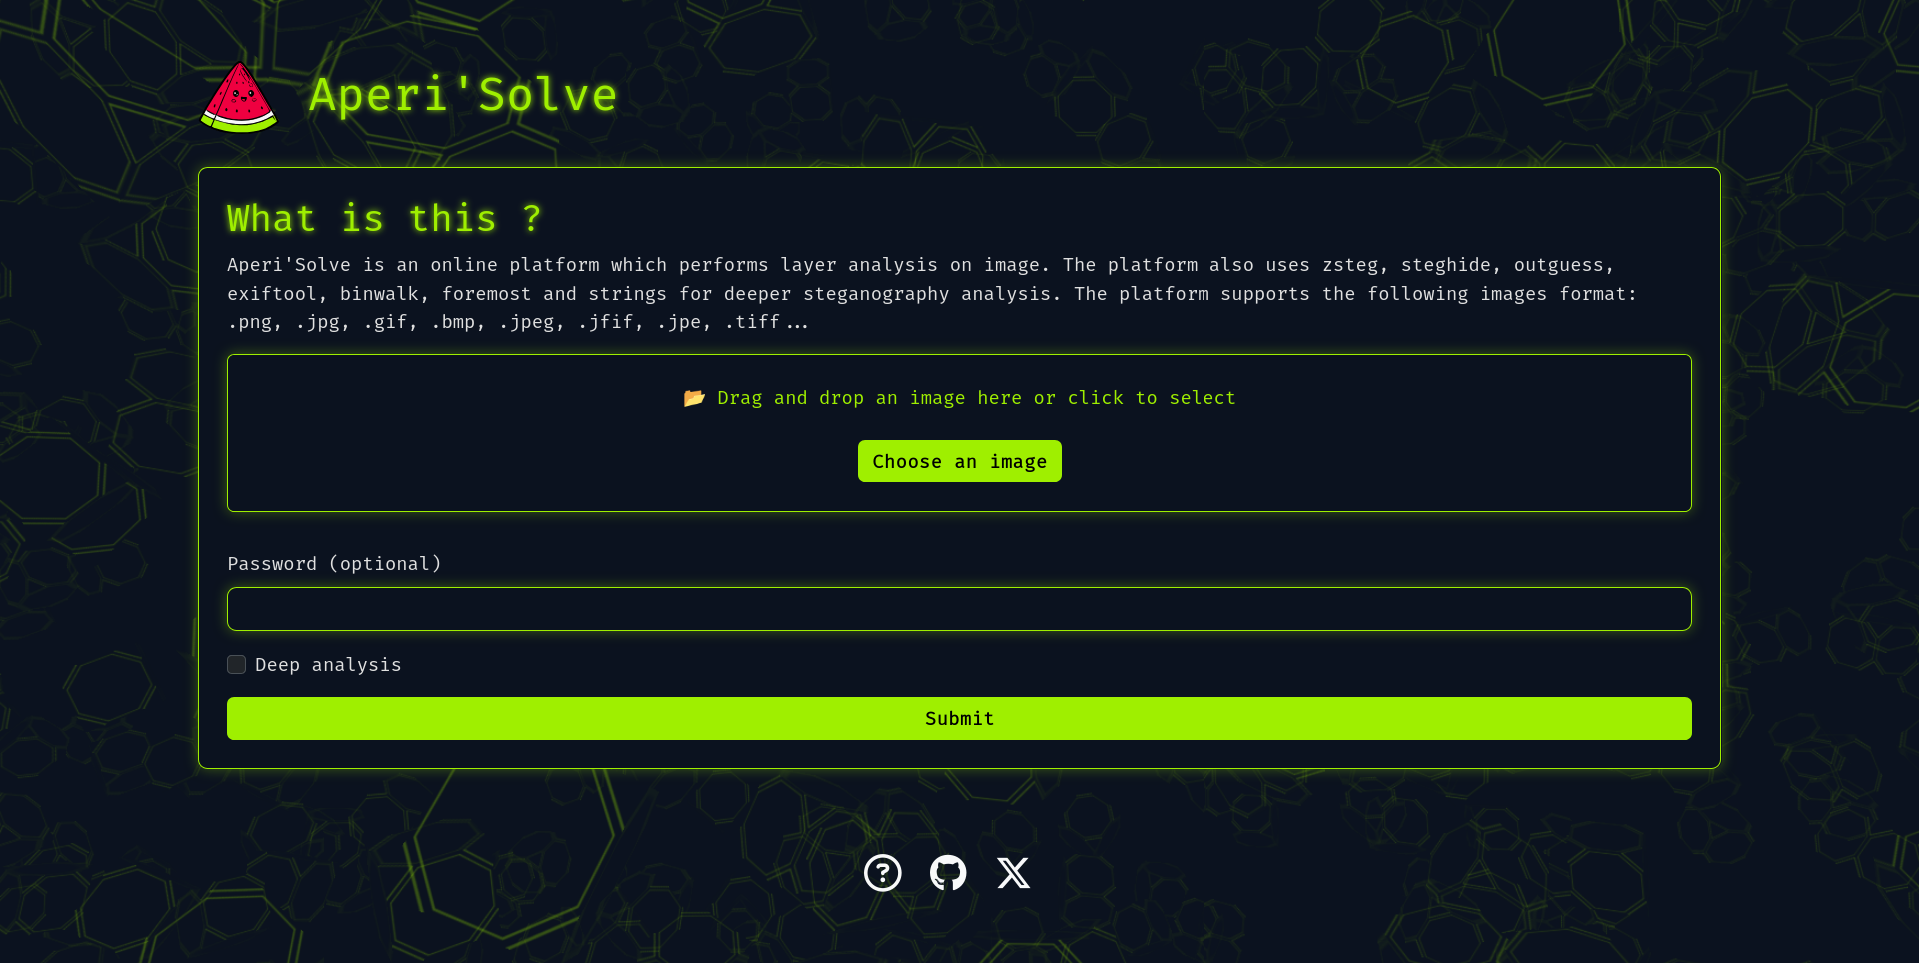 Aperi'Solve
What is this ?
Aperi'Solve is an online platform which performs layer analysis on image. The platform also uses zsteg, steghide, outguess,
exiftool, binwalk, foremost and strings for deeper steganography analysis. The platform supports the following images format:
.png, .jpg, .gif, .bmp, .jpeg, .jfif, .jpe, .tiff...
📂 Drag and drop an image here or click to select
Choose an image
Password (optional)
Deep analysis
Submit